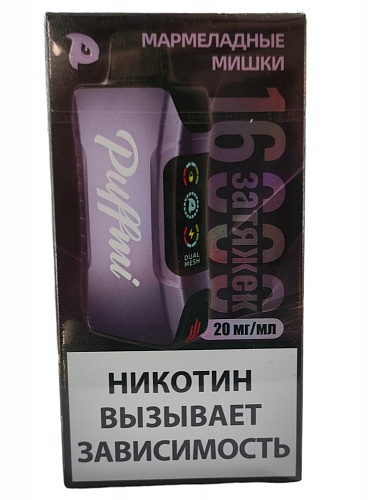 МАРМЕЛАДНЫЕ
МИШКИ
16000
затяжек
Puffmi
DUAL
MESH
20 мг/мл
НИКОТИН
ВЫЗЫВАЕТ
ЗАВИСИМОСТЬ